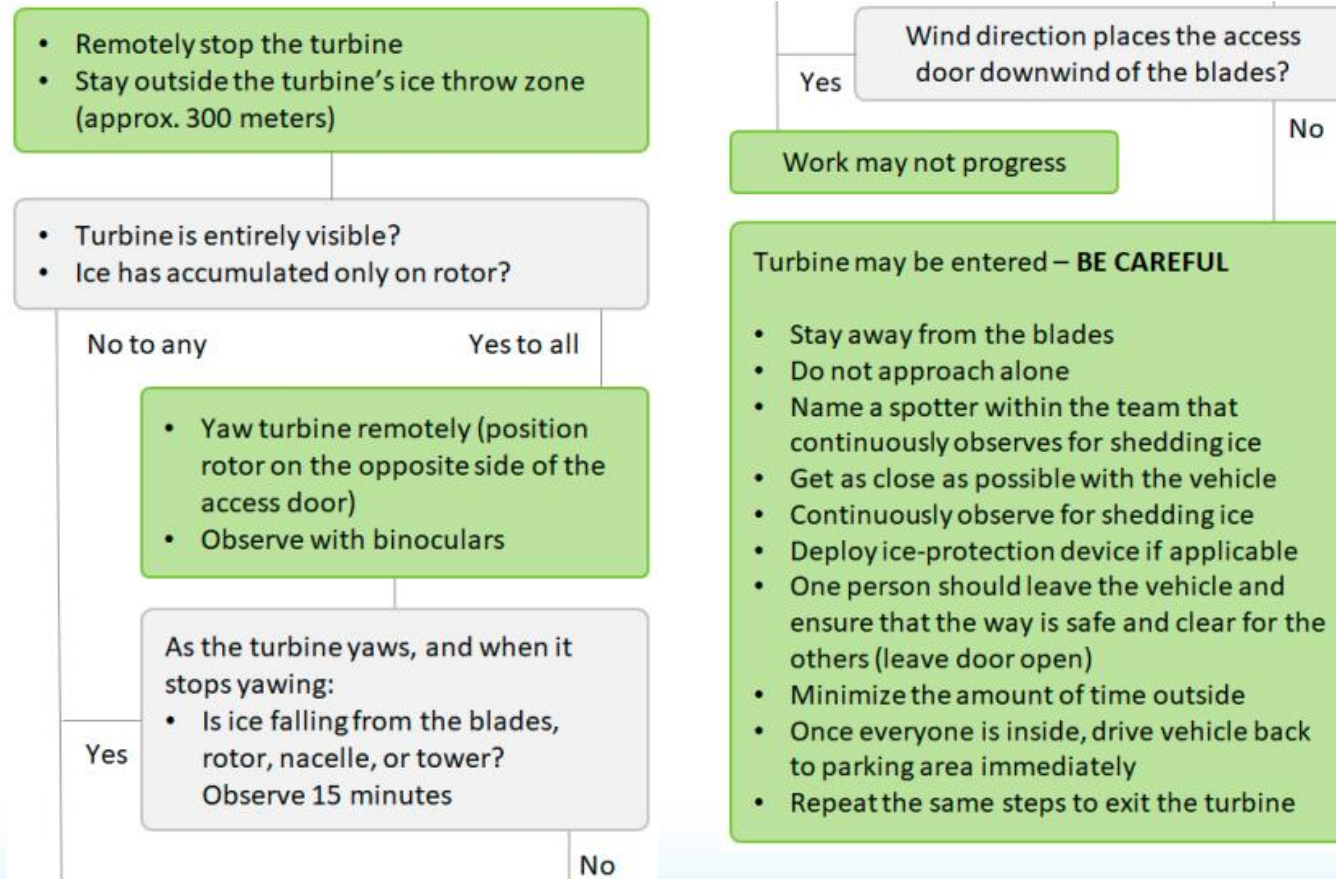 • Remotely stop the turbine
• Stay outside the turbine's ice throw zone
(approx. 300 meters)
• Turbine is entirely visible?
• Ice has accumulated only on rotor?
No to any
Yes to all
• Yaw turbine remotely (position
rotor on the opposite side of the
access door)
• Observe with binoculars
As the turbine yaws, and when it
stops yawing:
• Is ice falling from the blades,
rotor, nacelle, or tower?
Observe 15 minutes
Yes
No
Wind direction places the access
door downwind of the blades?
Yes
No
Work may not progress
Turbine may be entered – BE CAREFUL
• Stay away from the blades
• Do not approach alone
• Name a spotter within the team that
continuously observes for shedding ice
• Get as close as possible with the vehicle
• Continuously observe for shedding ice
• Deploy ice-protection device if applicable
• One person should leave the vehicle and
ensure that the way is safe and clear for the
others (leave door open)
• Minimize the amount of time outside
• Once everyone is inside, drive vehicle back
to parking area immediately
• Repeat the same steps to exit the turbine